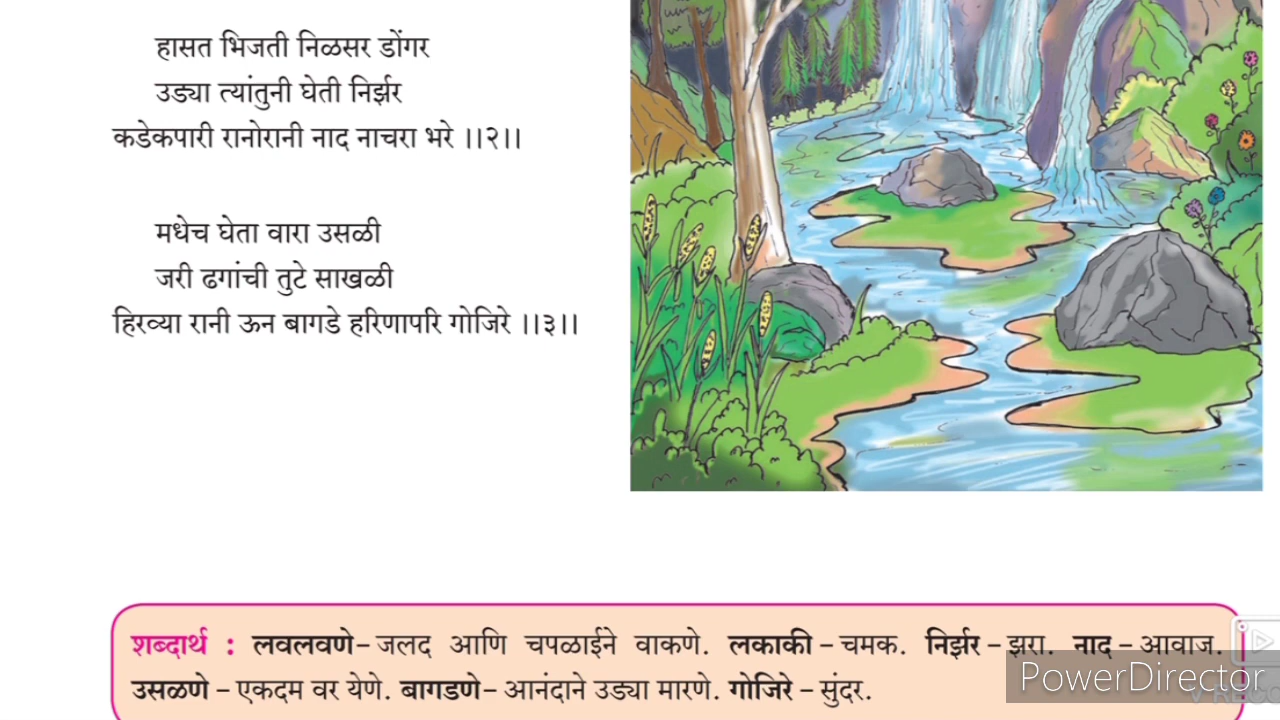 हासत भिजती निळसर डोंगर
उड्या त्यांतुनी घेती निर्झर
कडेकपारी रानोरानी नाद नाचरा भरे ।।२।।
मधेच घेता वारा उसळी
जरी ढगांची तुटे साखळी
हिरव्या रानी ऊन बागडे हरिणापरि गोजिरे ।।३।।
शब्दार्थ : लवलवणे– जलद आणि चपळाईने वाकणे. लकाकी – चमक. निर्झर – झरा. नाद – आवाज.
उसळणे – एकदम वर येणे. बागडणे– आनंदाने उड्या मारणे. गोजिरे – सुंदर.
PowerDirector